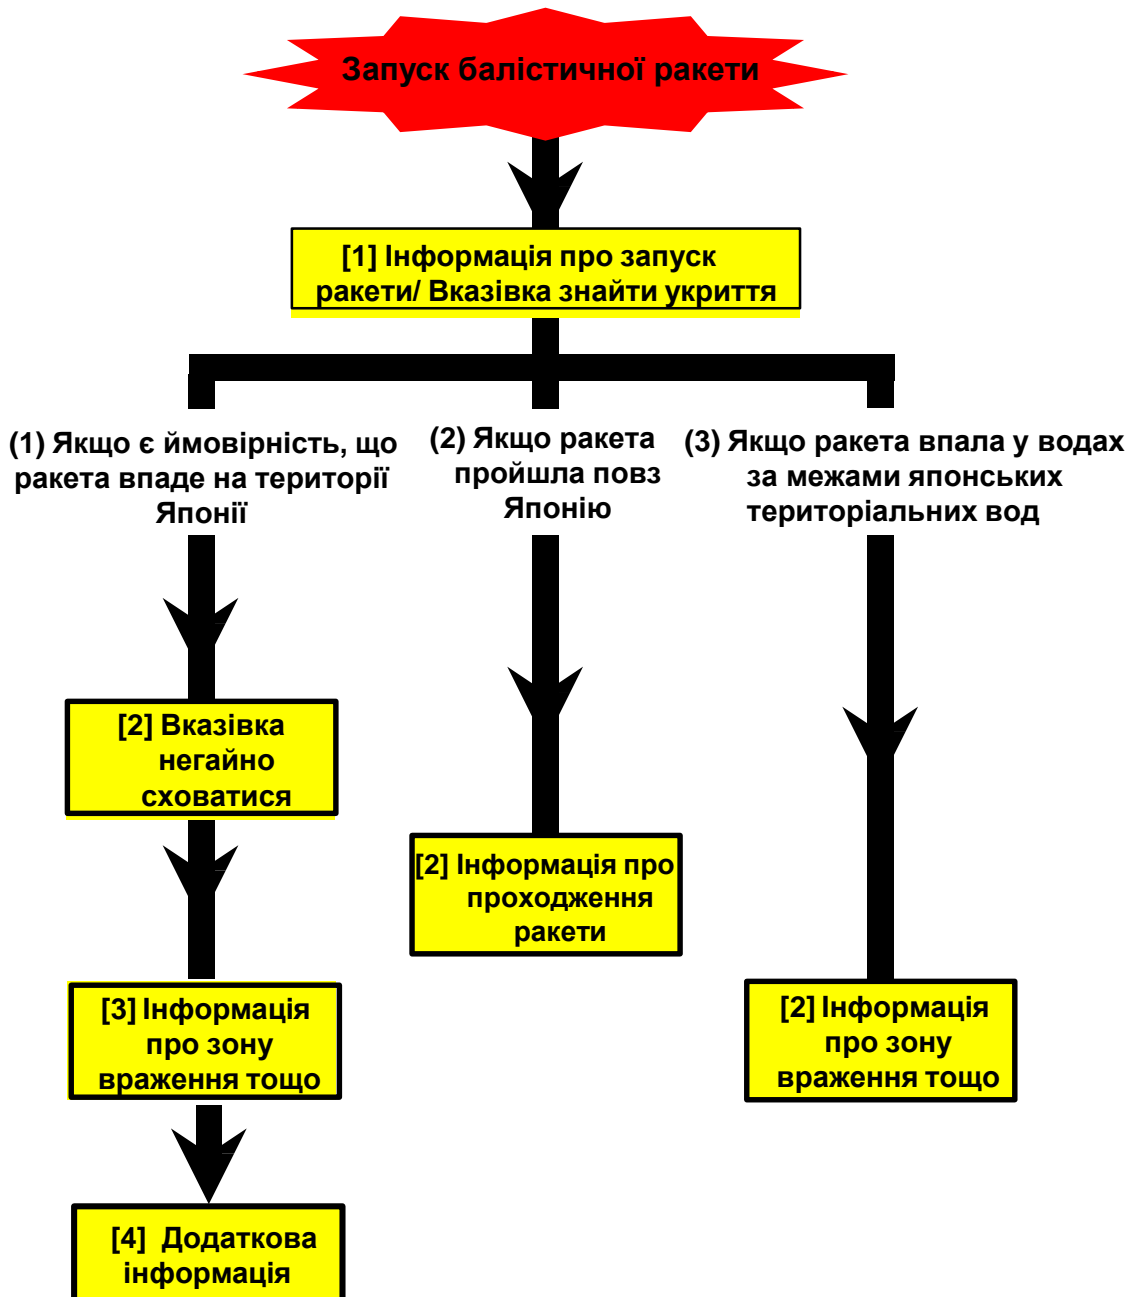 Запуск балістичної ракети
[1] Інформація про запуск
ракети/ Вказівка знайти укриття
(1) Якщо є ймовірність, що
ракета впаде на території
Японії
(2) Якщо ракета
пройшла повз
Японію
(3) Якщо ракета впала у водах
за межами японських
територіальних вод
[2] Вказівка
негайно
сховатися
[2] Інформація про
проходження
ракети
[3] Інформація
про зону
враження тощо
[2] Інформація
про зону
враження тощо
[4] Додаткова
інформація